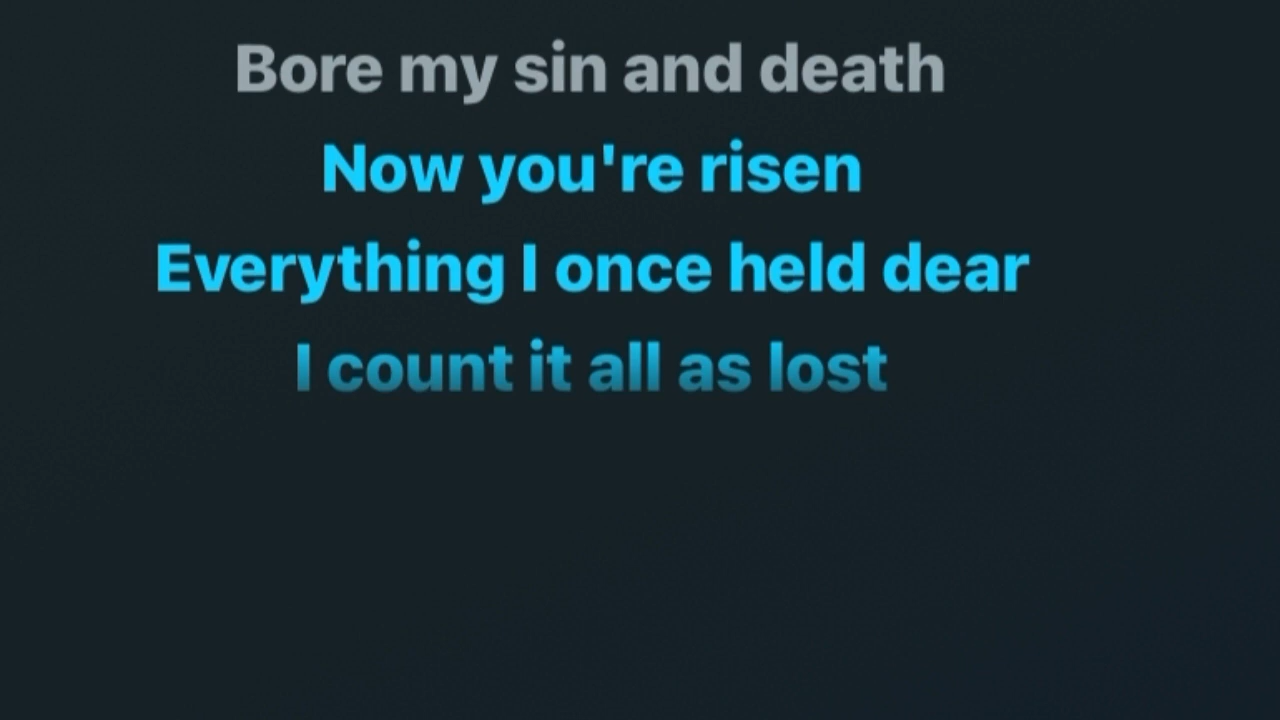 Bore my sin and death
Now you're risen
Everything I once held dear
I count it all as lost